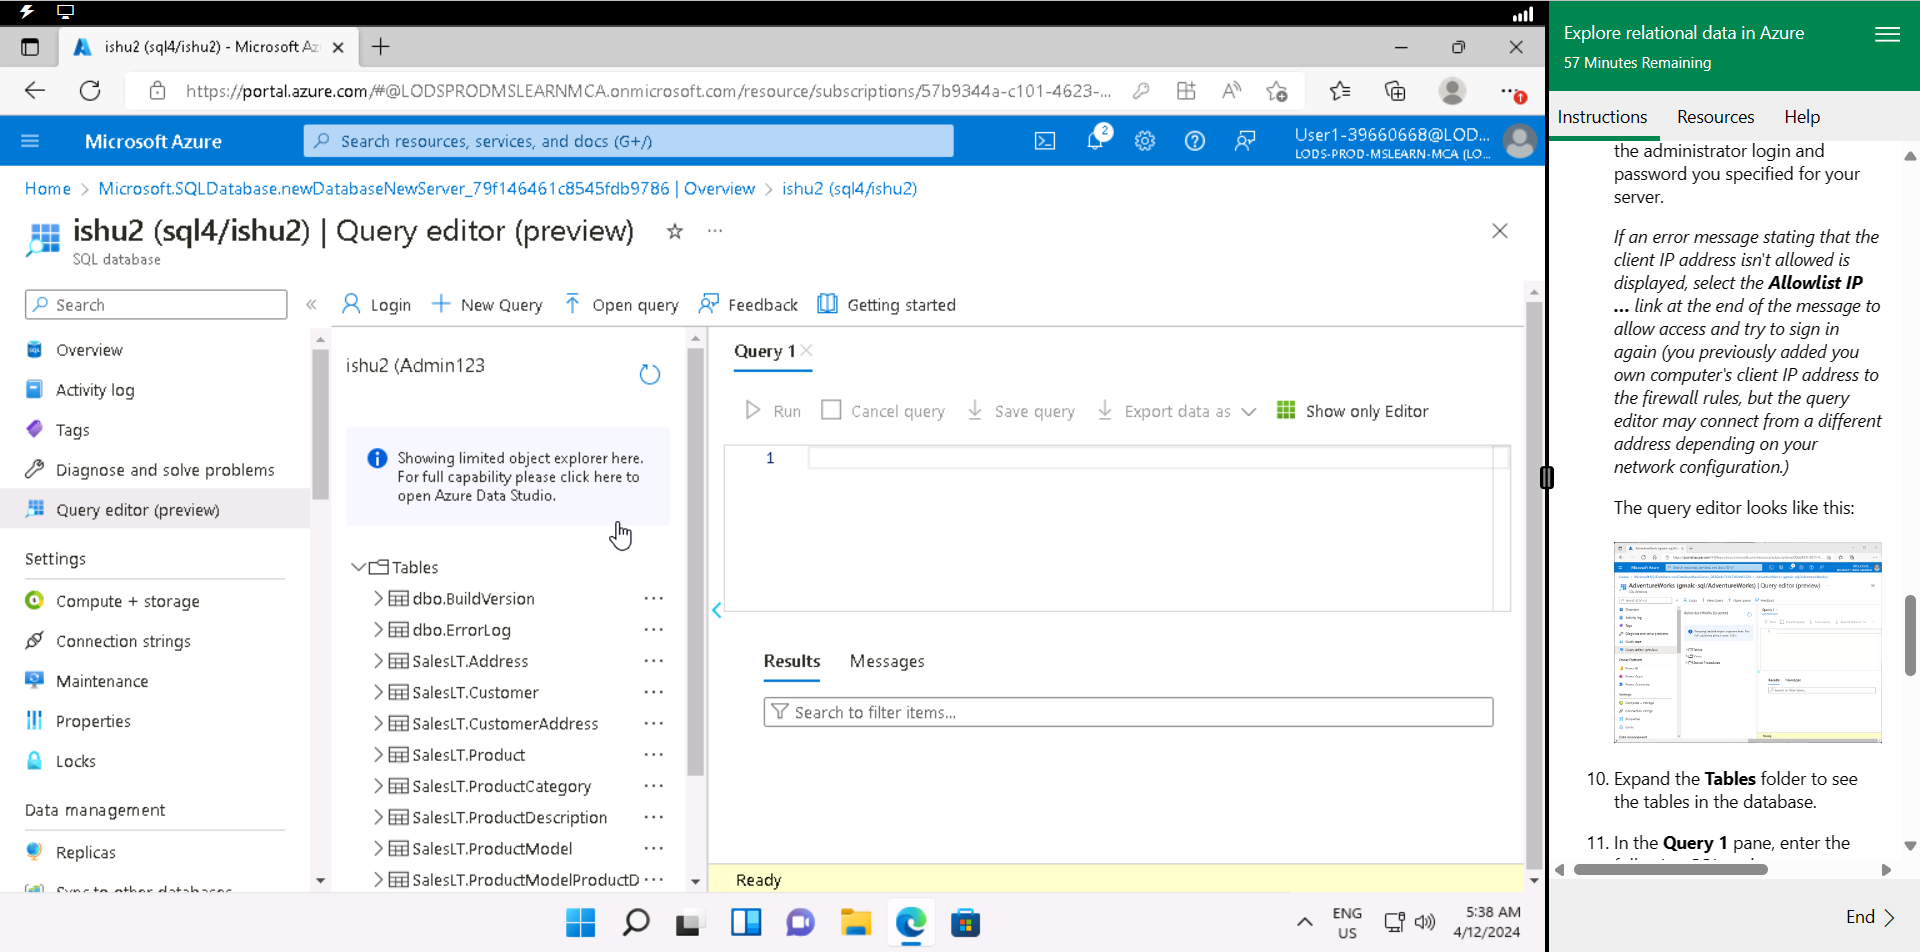 ishu2 (sql4/ishu2) - Microsoft Az
https://portal.azure.com/#@LODSPRODMSLEARNMCA.onmicrosoft.com/resource/subscriptions/57b9344a-c101-4623-...
Microsoft Azure
Search resources, services, and docs (G+/)
2
User1-39660668@LOD...
LODS-PROD-MSLEARN-MCA (LO...
Home > Microsoft.SQLDatabase.newDatabaseNewServer_79f146461c8545fdb9786 | Overview > ishu2 (sql4/ishu2)
ishu2 (sql4/ishu2) | Query editor (preview)
SQL database
Search
Login
New Query
Open query
Feedback
Getting started
Overview
Activity log
Tags
Diagnose and solve problems
Query editor (preview)
Settings
Compute + storage
Connection strings
Maintenance
Properties
Locks
Data management
Replicas
Sync to other databases
ishu2 (Admin123
Showing limited object explorer here.
For full capability please click here to
open Azure Data Studio.
Tables
dbo.BuildVersion
dbo.ErrorLog
SalesLT.Address
SalesLT.Customer
SalesLT.CustomerAddress
SalesLT.Product
SalesLT.ProductCategory
SalesLT.ProductDescription
SalesLT.ProductModel
SalesLT.ProductModelProductD
Query 1
Run
Cancel query
Save query
Export data as
Show only Editor
1
Results
Messages
Search to filter items...
Ready
ENG
US
5:38 AM
4/12/2024
Explore relational data in Azure
57 Minutes Remaining
Instructions
Resources
Help
the administrator login and
password you specified for your
server.
If an error message stating that the
client IP address isn't allowed is
displayed, select the Allowlist IP
... link at the end of the message to
allow access and try to sign in
again (you previously added you
own computer's client IP address to
the firewall rules, but the query
editor may connect from a different
address depending on your
network configuration.)
The query editor looks like this:
AdventureWorks (gmalc-sql/AdventureWorks) | Query editor (preview)
10. Expand the Tables folder to see
the tables in the database.
11. In the Query 1 pane, enter the
End